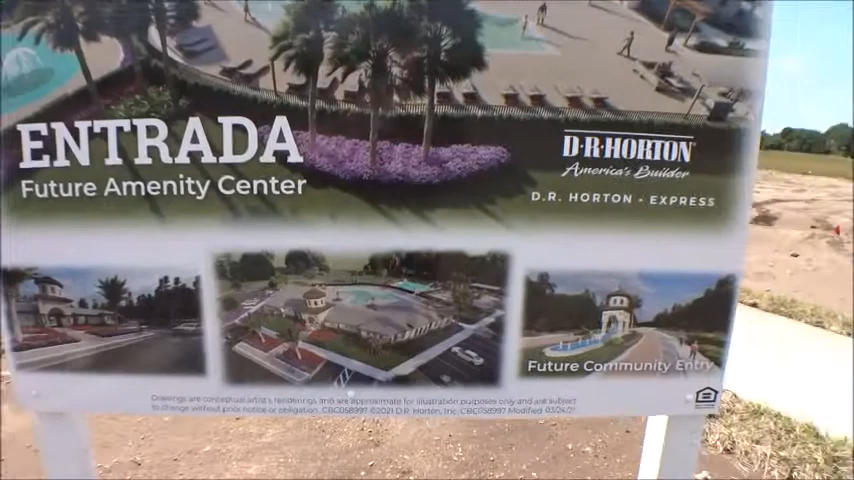 ENTRADA
Future Amenity Center
D·R·HORTON
America's Builder
D.R. HORTON · EXPRESS
Future Community Entry
Drawings are conceptual artist's renderings and are approximate, for illustration purposes only, and are subject
to change without prior notice or obligation. CBC057592 ©2021 D.R. Horton, Inc. CBC057592 (Modified 03/24/21)